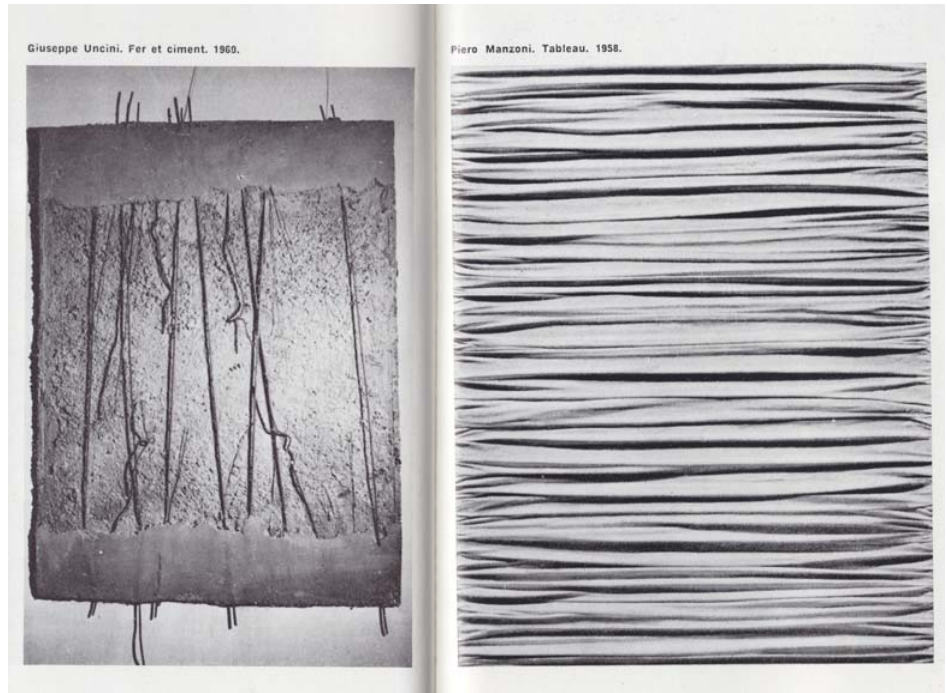 Giuseppe Uncini. Fer et ciment. 1960.
Piero Manzoni. Tableau. 1958.